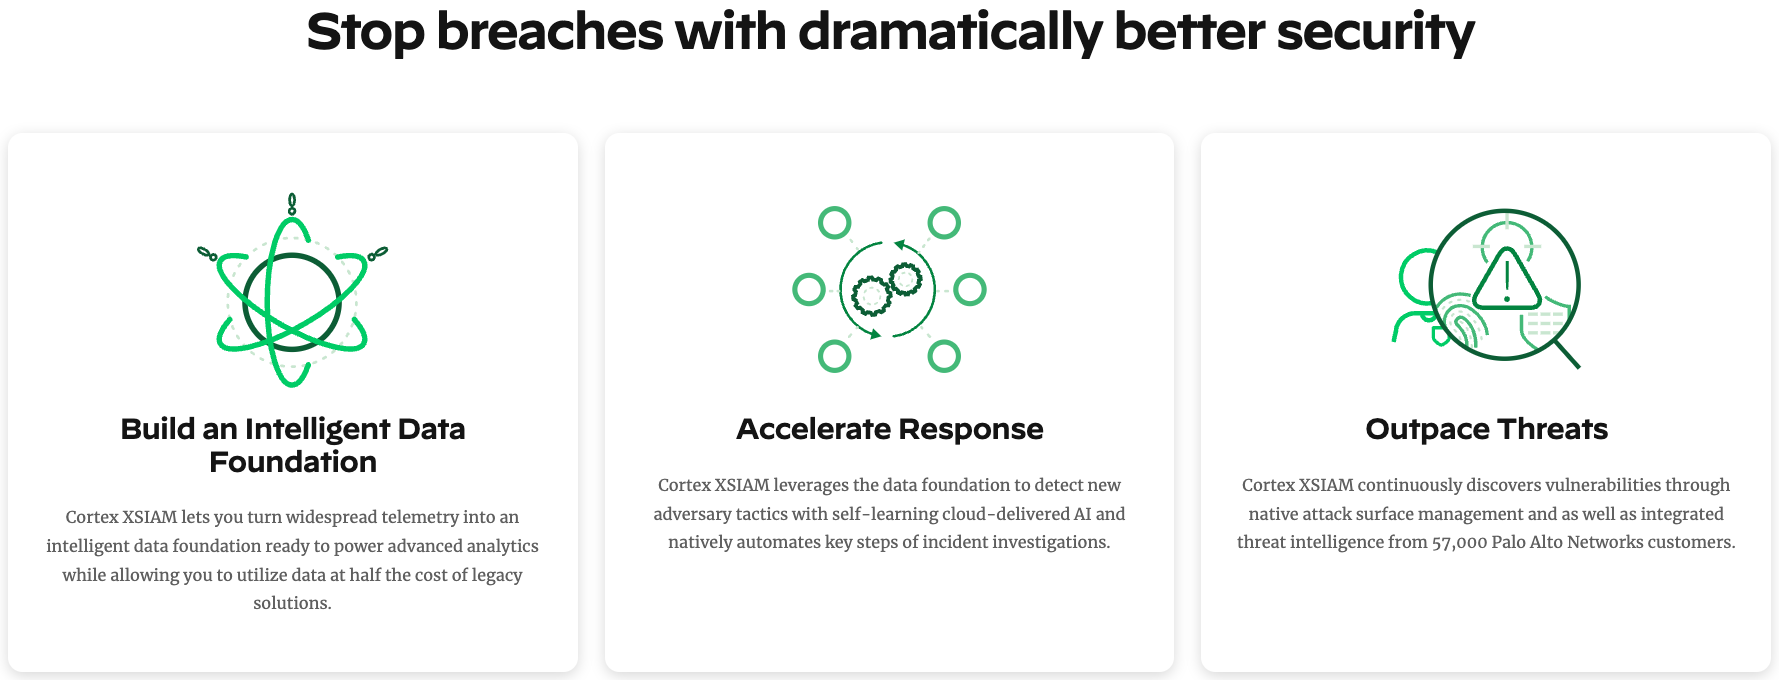 Stop breaches with dramatically better security
Build an Intelligent Data
Foundation
Cortex XSIAM lets you turn widespread telemetry into an
intelligent data foundation ready to power advanced analytics
while allowing you to utilize data at half the cost of legacy
solutions.
Accelerate Response
Cortex XSIAM leverages the data foundation to detect new
adversary tactics with self-learning cloud-delivered AI and
natively automates key steps of incident investigations.
Outpace Threats
Cortex XSIAM continuously discovers vulnerabilities through
native attack surface management and as well as integrated
threat intelligence from 57,000 Palo Alto Networks customers.